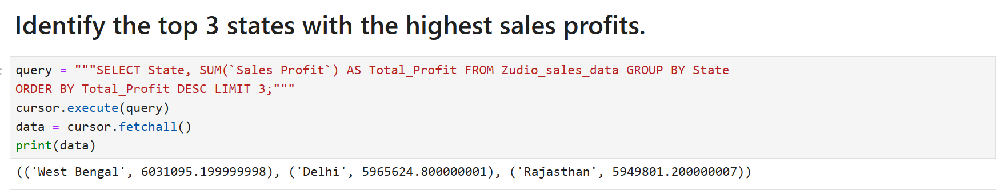 Identify the top 3 states with the highest sales profits.
query = """SELECT State, SUM(`Sales Profit`) AS Total_Profit FROM Zudio_sales_data GROUP BY State
ORDER BY Total_Profit DESC LIMIT 3;"""
cursor.execute(query)
data = cursor.fetchall()
print(data)
(('West Bengal', 6031095.199999998), ('Delhi', 5965624.800000001), ('Rajasthan', 5949801.200000007))